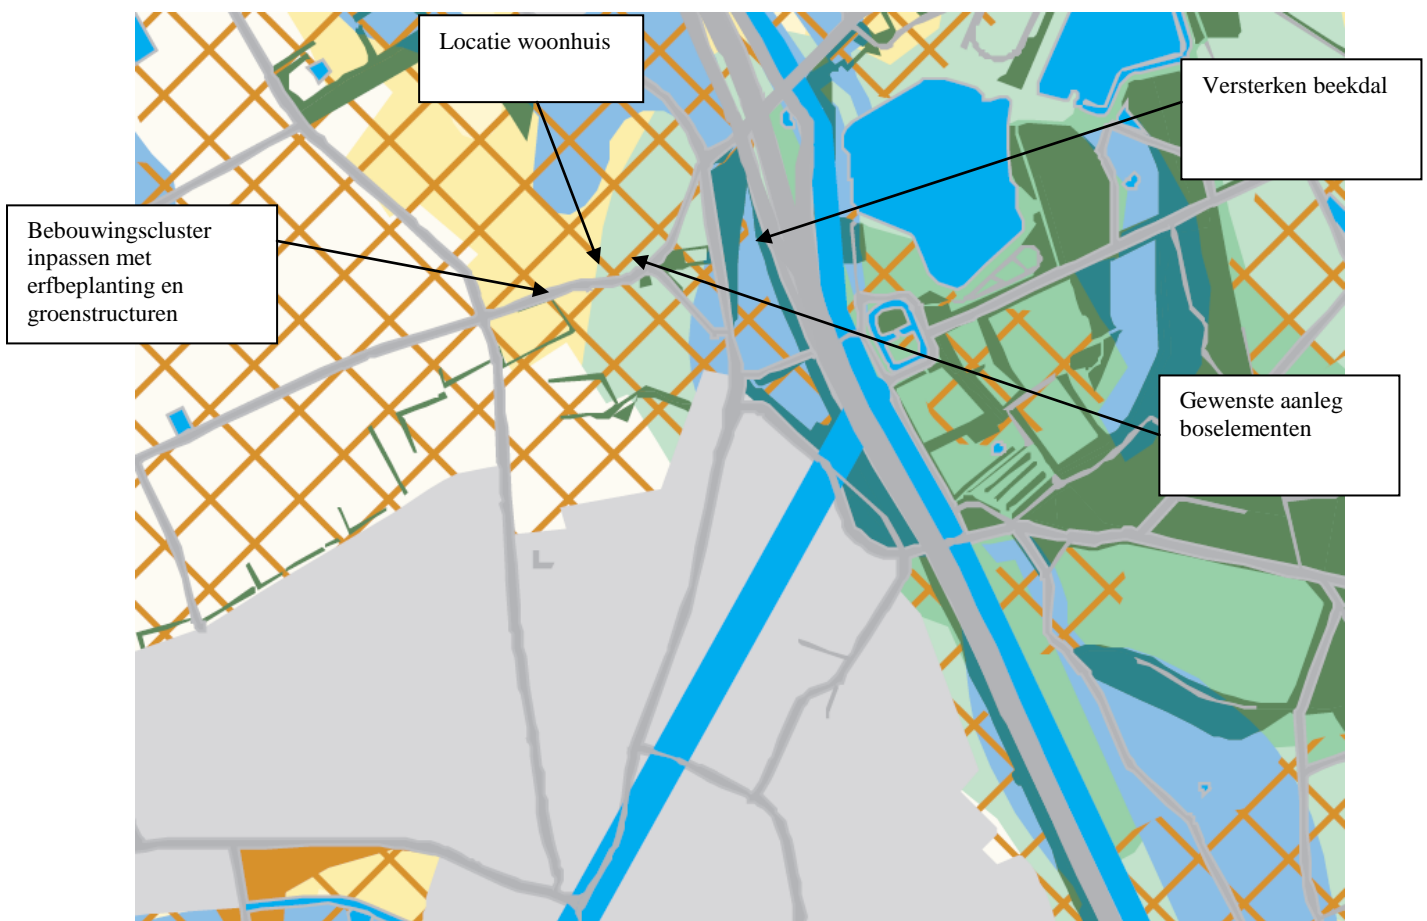 Locatie woonhuis
Versterken beekdal
Bebouwingscluster
inpassen met
erfbeplanting en
groenstructuren
Gewenste aanleg
boselementen